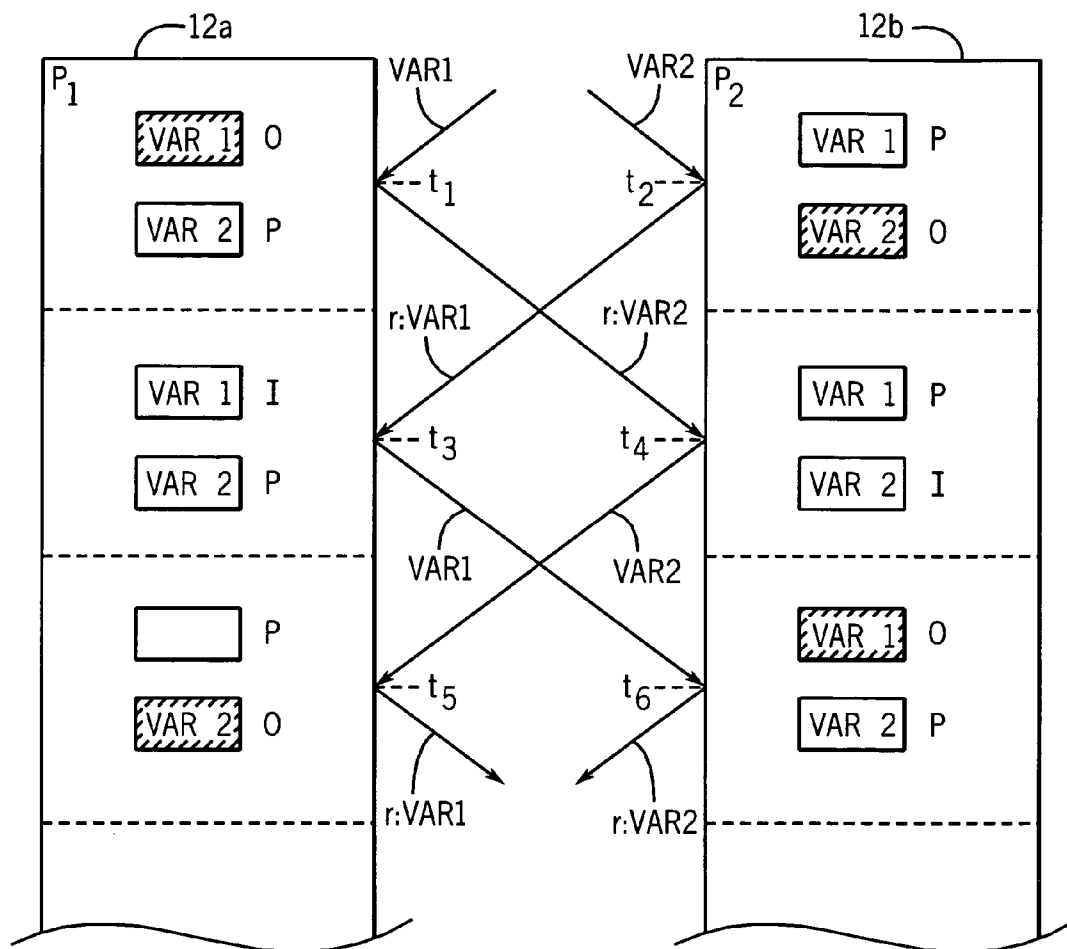 12a
12b
P1
VAR1
VAR2
P2
VAR 1 O
VAR 1 P
t1
t2
VAR 2 P
VAR 2 O
r:VAR1
r:VAR2
VAR 1 I
VAR 1 P
t3
t4
VAR 2 P
VAR 2 I
VAR1
VAR2
P
VAR 1 O
t5
t6
VAR 2 O
VAR 2 P
r:VAR1
r:VAR2